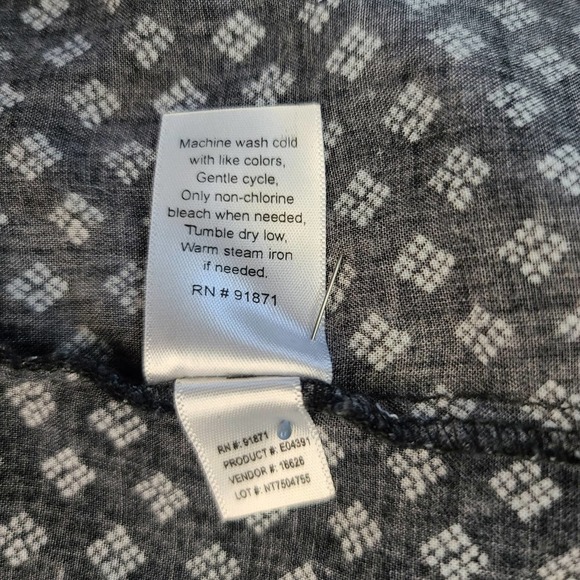 Machine wash cold
with like colors,
Gentle cycle,
Only non-chlorine
bleach when needed,
Tumble dry low,
Warm steam iron
if needed.
RN # 91871
RN #: 91871
PRODUCT #: E04391
VENDOR #: 16626
LOT #: NT7504755